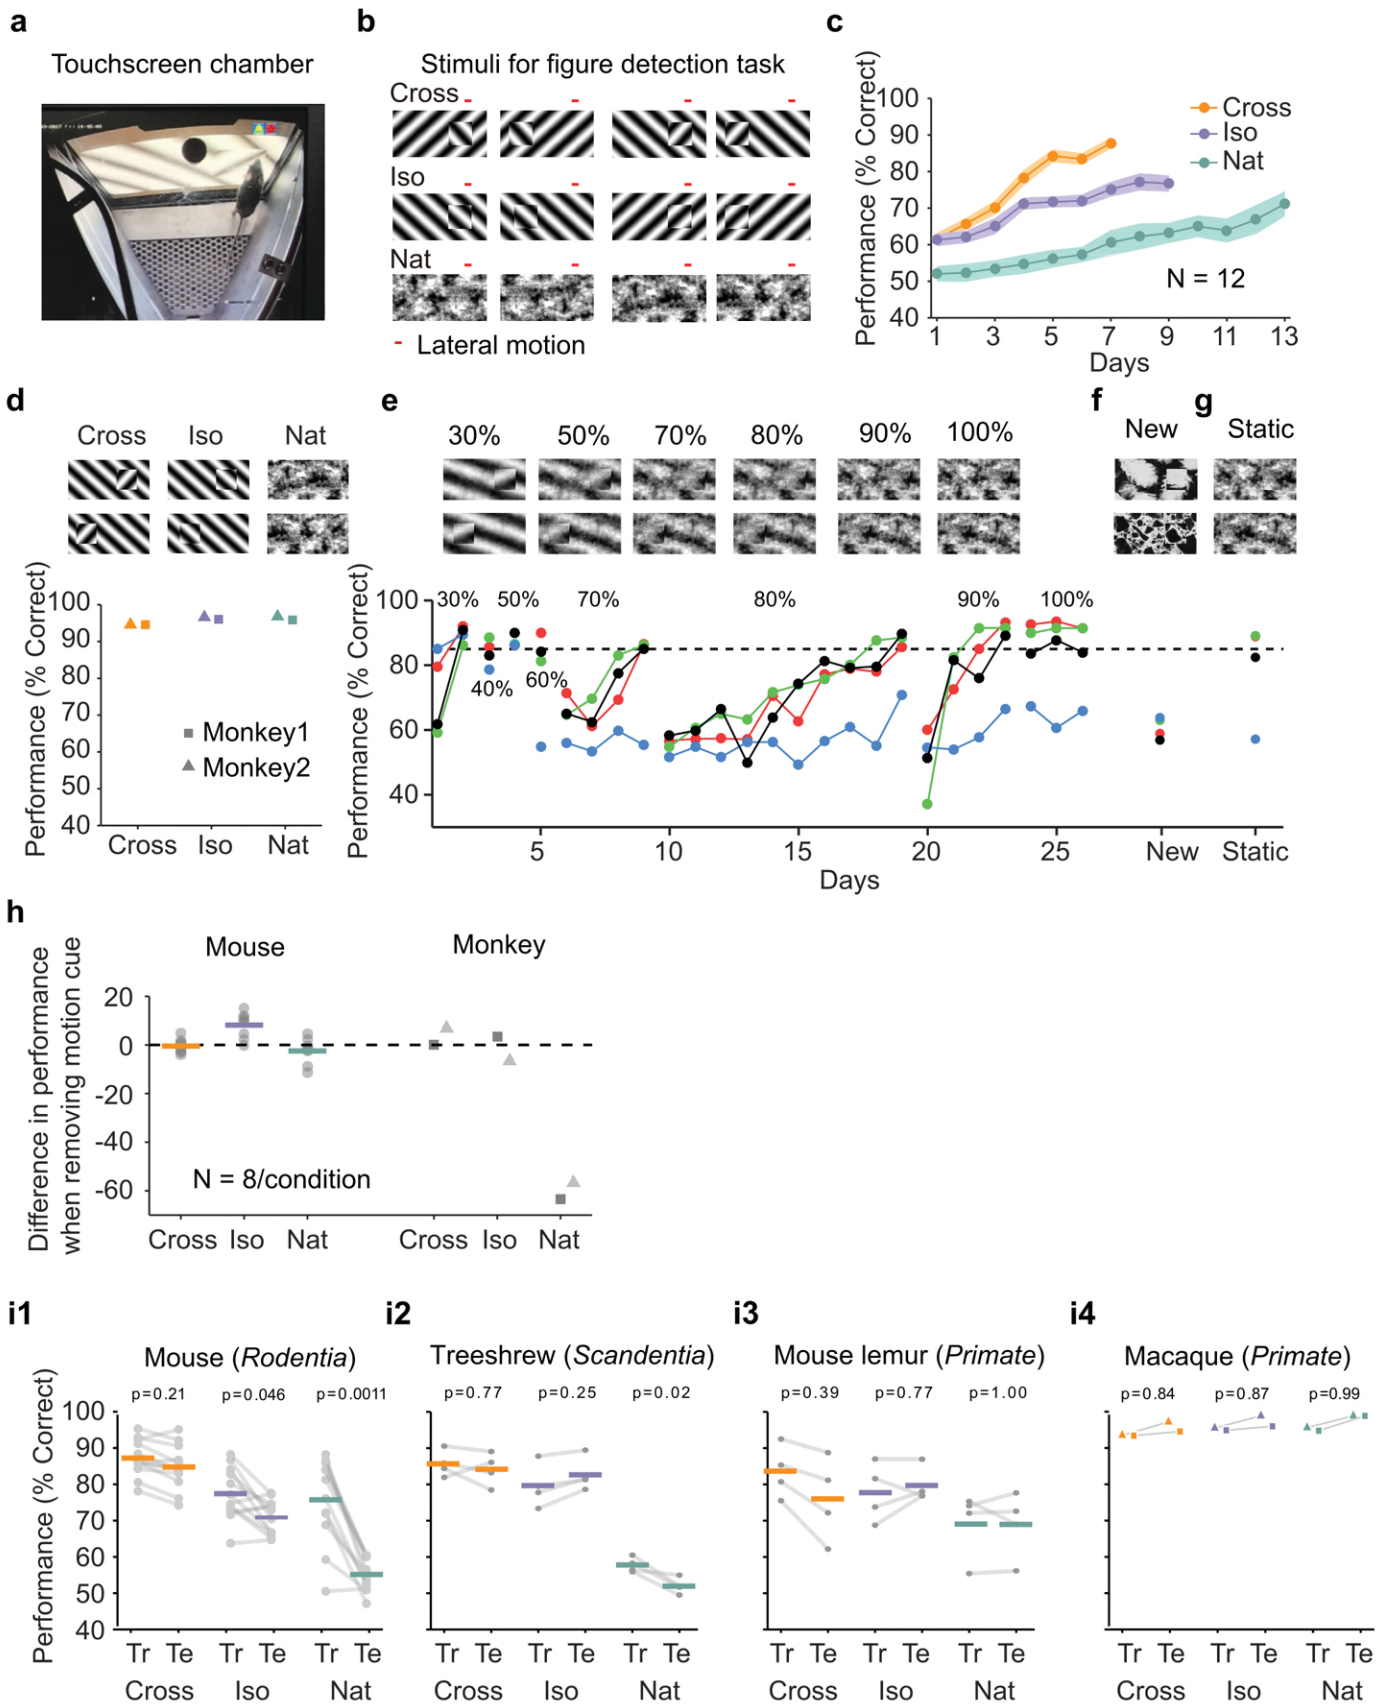 a
Touchscreen chamber
b
Stimuli for figure detection task
Cross
Iso
Nat
- Lateral motion
c
Performance (% Correct)
100
90
80
70
60
50
40
Cross
Iso
Nat
N = 12
1 3 5 7 9 11 13
Days
d
Cross Iso Nat
Performance (% Correct)
100
90
80
70
60
50
40
Monkey1
Monkey2
Cross Iso Nat
e
30% 50% 70% 80% 90% 100%
Performance (% Correct)
100
80
60
40
30% 50% 70% 80% 90% 100%
40% 60%
5 10 15 20 25 New Static
Days
f
New
g
Static
h
Mouse Monkey
Difference in performance
when removing motion cue
20
0
-20
-40
-60
N = 8/condition
Cross Iso Nat Cross Iso Nat
i1
Mouse (Rodentia)
p=0.21 p=0.046 p=0.0011
Performance (% Correct)
100
90
80
70
60
50
40
Tr Te Tr Te Tr Te
Cross Iso Nat
i2
Treeshrew (Scandentia)
p=0.77 p=0.25 p=0.02
Tr Te Tr Te Tr Te
Cross Iso Nat
i3
Mouse lemur (Primate)
p=0.39 p=0.77 p=1.00
Tr Te Tr Te Tr Te
Cross Iso Nat
i4
Macaque (Primate)
p=0.84 p=0.87 p=0.99
Tr Te Tr Te Tr Te
Cross Iso Nat